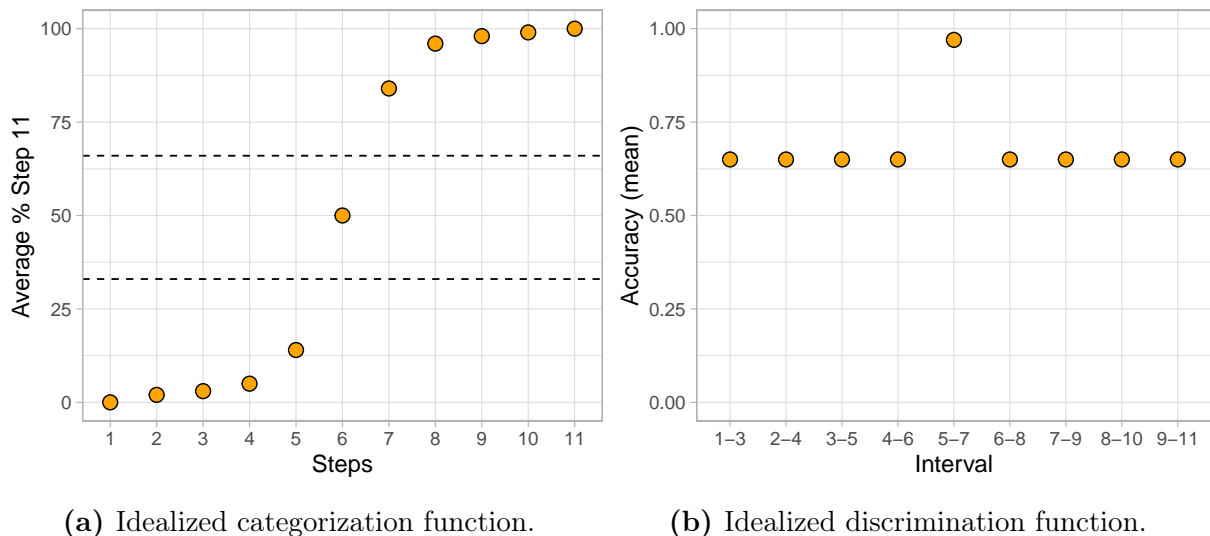 100
75
50
25
0
Average % Step 11
1 2 3 4 5 6 7 8 9 10 11
Steps
(a) Idealized categorization function.
1.00
0.75
0.50
0.25
0.00
Accuracy (mean)
1–3 2–4 3–5 4–6 5–7 6–8 7–9 8–10 9–11
Interval
(b) Idealized discrimination function.